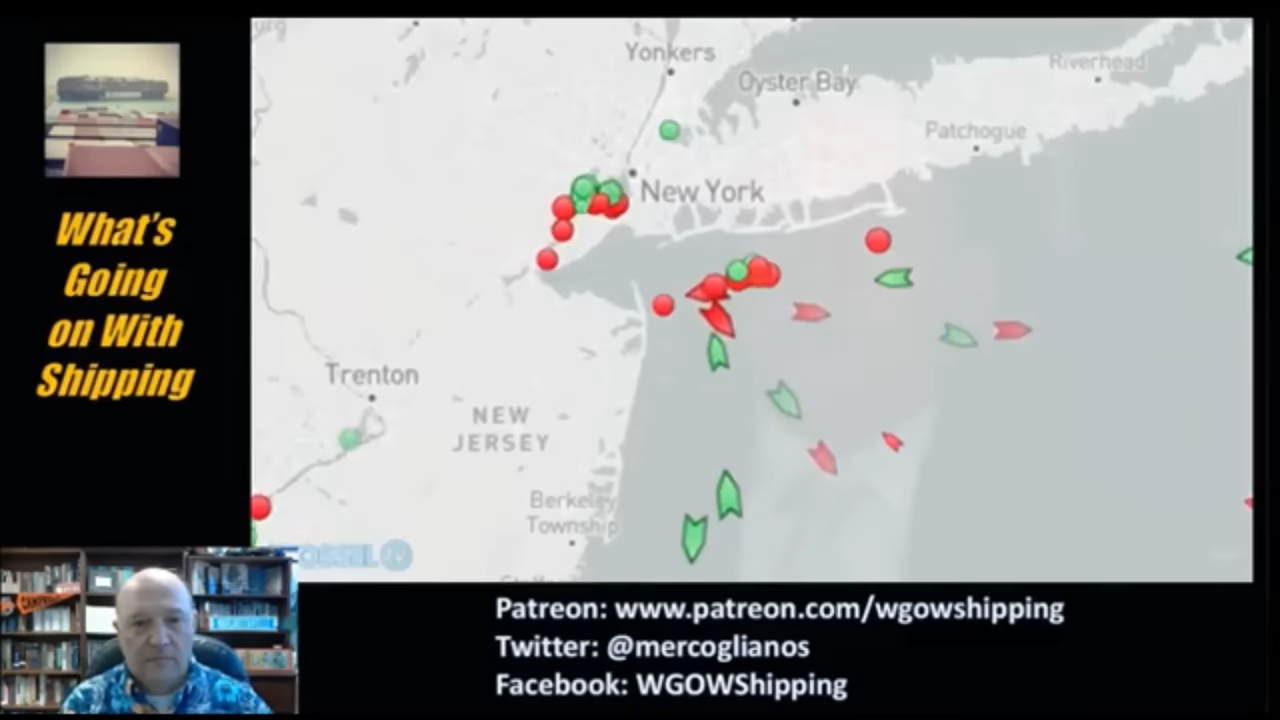 What's
Going
on With
Shipping
Yonkers
Oyster Bay
Riverhead
Patchogue
New York
Trenton
NEW
JERSEY
Berkeley
Township
Patreon: www.patreon.com/wgowshipping
Twitter: @mercoglianos
Facebook: WGOWShipping